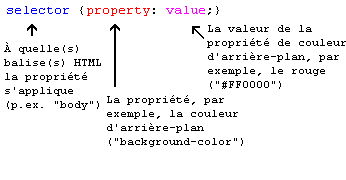 selector {property: value;}
À quelle(s)
balise(s) HTML
la propriété
s'applique
(p.ex. "body")
La propriété, par
exemple, la couleur
d'arrière-plan
("background-color")
La valeur de la
propriété de couleur
d'arrière-plan, par
exemple, le rouge
("#FF0000")